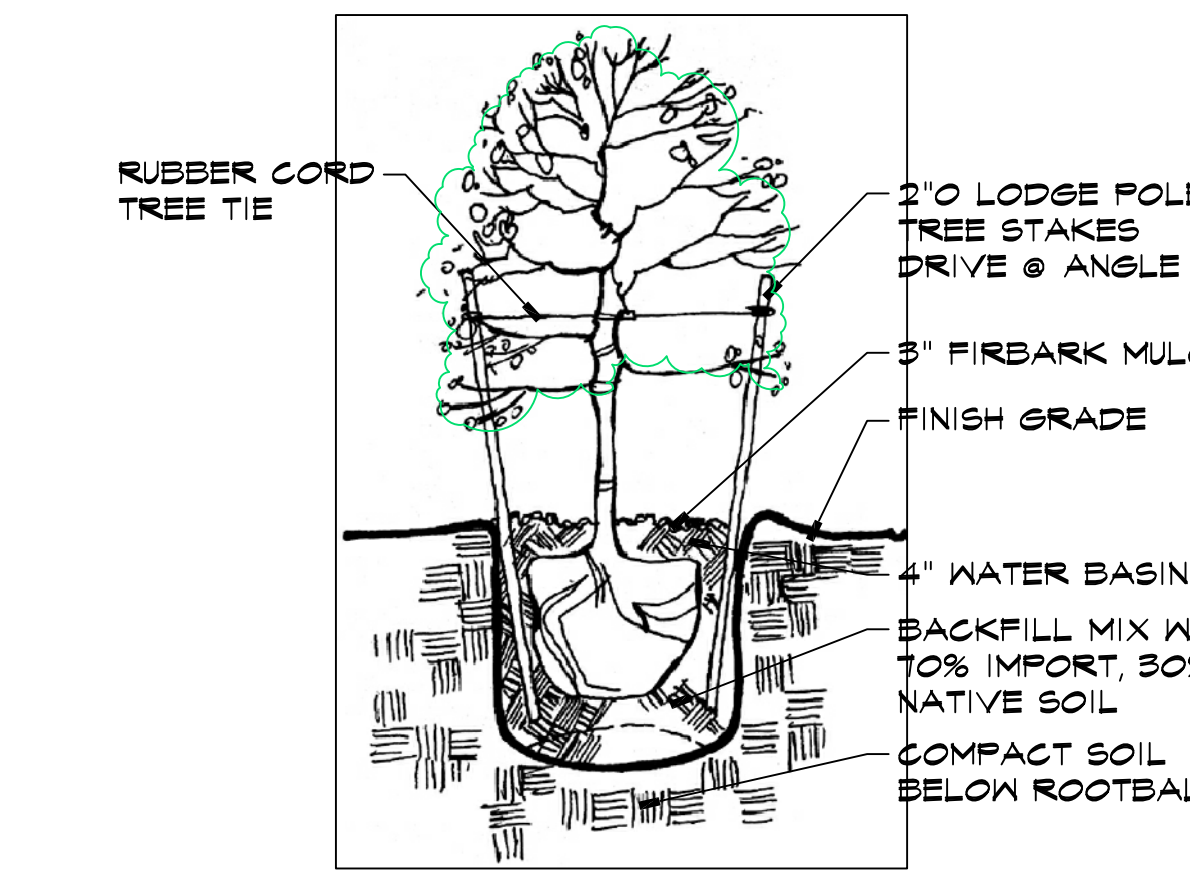 RUBBER CORD
TREE TIE
2"O LODGE POLE
TREE STAKES
DRIVE @ ANGLE
3" FIRBARK
FINISH GRADE
4" WATER BASIN
BACKFILL MIX
70% IMPORT,
NATIVE SOIL
COMPACT SOIL
BELOW